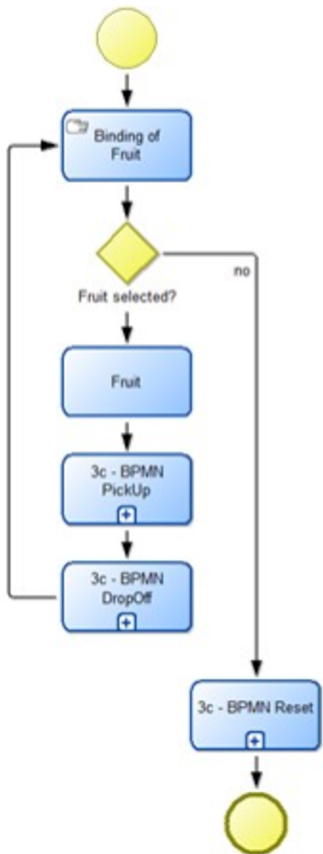 Binding of
Fruit
Fruit selected?
no
Fruit
3c - BPMN
PickUp
3c - BPMN
DropOff
3c - BPMN Reset